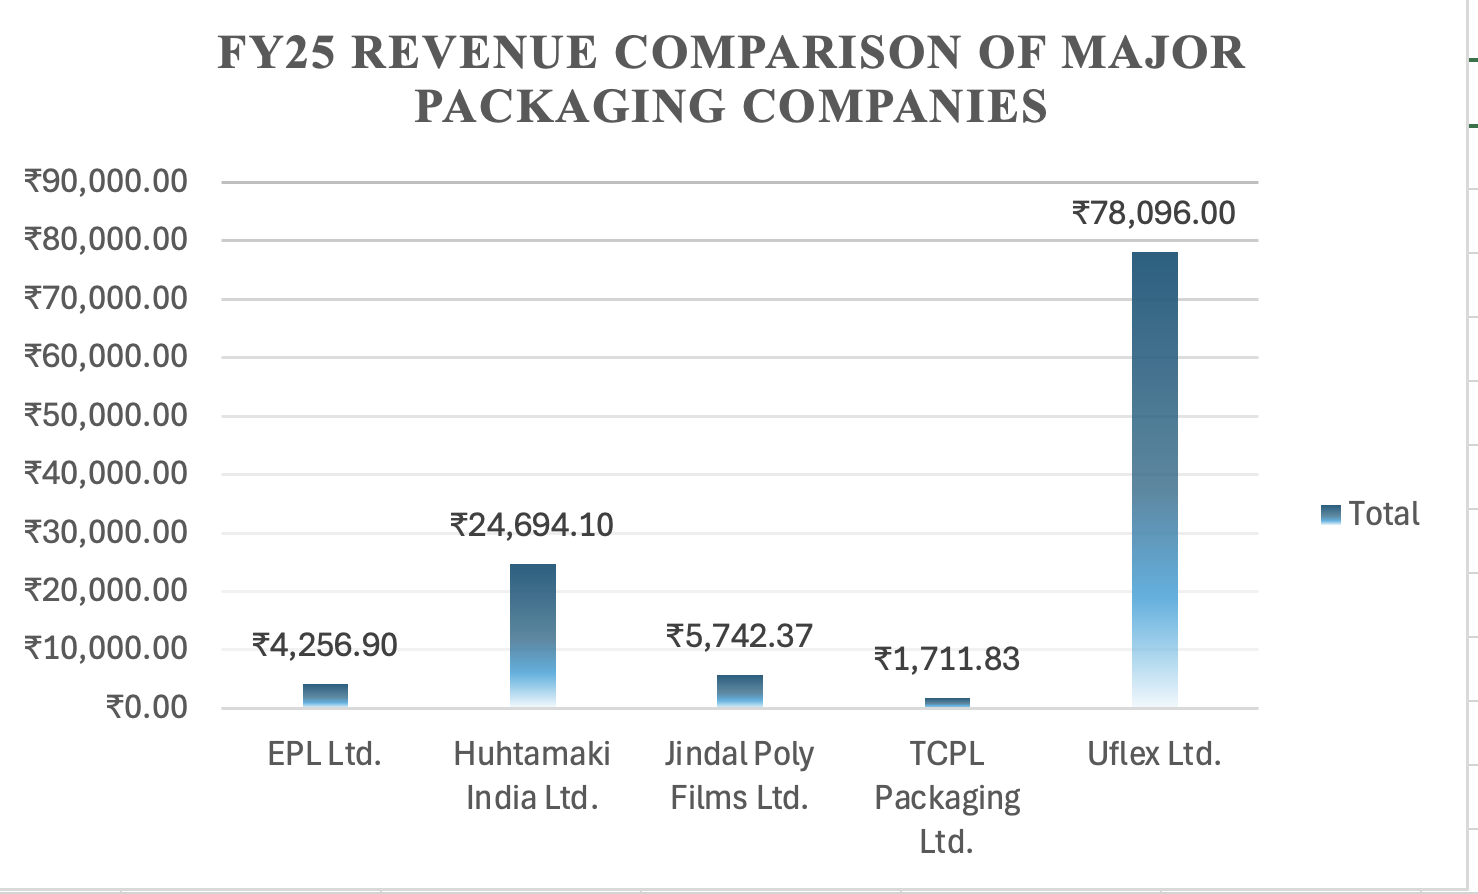 FY25 REVENUE COMPARISON OF MAJOR
PACKAGING COMPANIES
₹90,000.00
₹80,000.00
₹70,000.00
₹60,000.00
₹50,000.00
₹40,000.00
₹30,000.00
₹20,000.00
₹10,000.00
₹0.00
₹4,256.90
₹24,694.10
₹5,742.37
₹1,711.83
₹78,096.00
EPL Ltd.
Huhtamaki
India Ltd.
Jindal Poly
Films Ltd.
TCPL
Packaging
Ltd.
Uflex Ltd.
Total